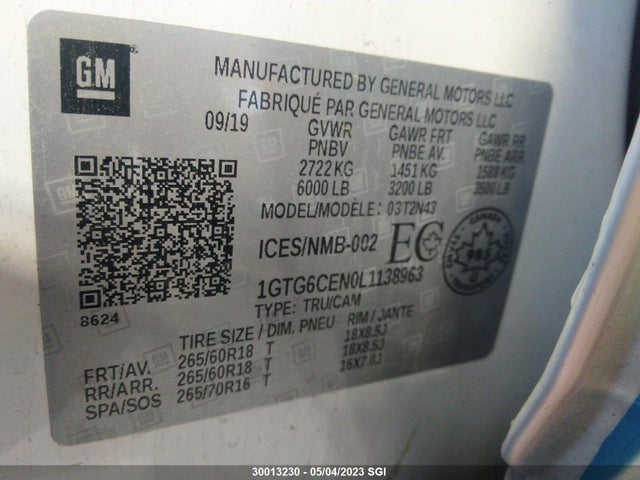 GM
MANUFACTURED BY GENERAL MOTORS LLC
FABRIQUÉ PAR GENERAL MOTORS LLC
09/19 GVWR GAWR FRT GAWR RR
PNBV PNBE AV. PNBE ARR.
2722 KG 1451 KG 1588 KG
6000 LB 3200 LB 3500 LB
MODEL/MODÈLE: 03T2N43
ICES/NMB-002 EC CANADA 985
1GTG6CEN0L1138963
8624 TYPE: TRU/CAM
TIRE SIZE / DIM. PNEU RIM / JANTE
FRT/AV. 265/60R18 T 18X8.5J
RR/ARR. 265/60R18 T 18X8.5J
SPA/SOS 265/70R16 T 16X7.0J
30013230 - 05/04/2023 SGI